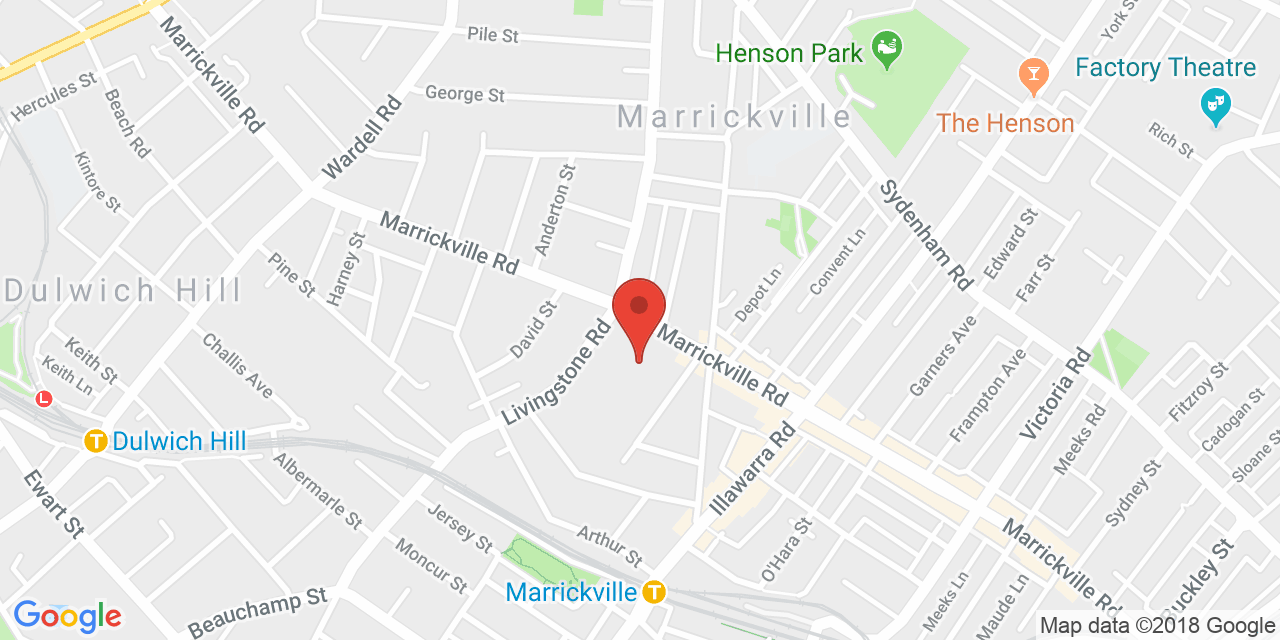 Pile St
Marrickville Rd
York St
Henson Park
Factory Theatre
Hercules St
George St
Beach Rd
Wardell Rd
Marrickville
The Henson
Rich St
Kintore St
Anderton St
Sydenham Rd
Marrickville Rd
Harney St
Edward St
Convent Ln
Farr St
Pine St
Depot Ln
Dulwich Hill
David St
Livingstone Rd
Marrickville Rd
Garners Ave
Keith St
Keith Ln
Challis Ave
Frampton Ave
Victoria Rd
Fitzroy St
L
Cadogan St
T Dulwich Hill
Meeks Rd
Sloane St
Illawarra Rd
Albermarle St
Sydney St
Ewart St
Jersey St
Arthur St
O'Hara St
Marrickville Rd
Moncur St
Buckley St
Marrickville T
Meeks Ln
Maude Ln
Beauchamp St
Google
Map data ©2018 Google